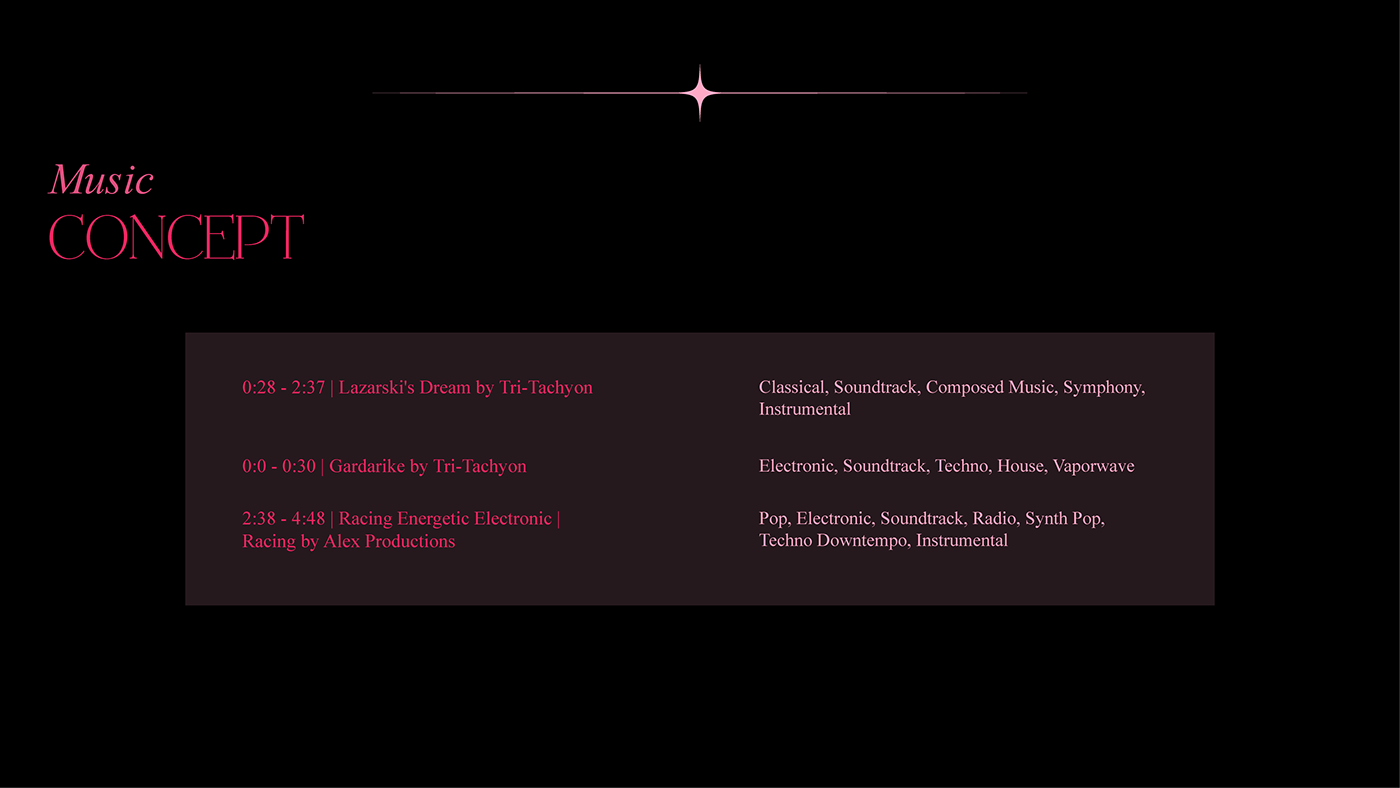 Music
CONCEPT
0:28 - 2:37 | Lazarski's Dream by Tri-Tachyon
Classical, Soundtrack, Composed Music, Symphony,
Instrumental
0:0 - 0:30 | Gardarike by Tri-Tachyon
Electronic, Soundtrack, Techno, House, Vaporwave
2:38 - 4:48 | Racing Energetic Electronic |
Racing by Alex Productions
Pop, Electronic, Soundtrack, Radio, Synth Pop,
Techno Downtempo, Instrumental